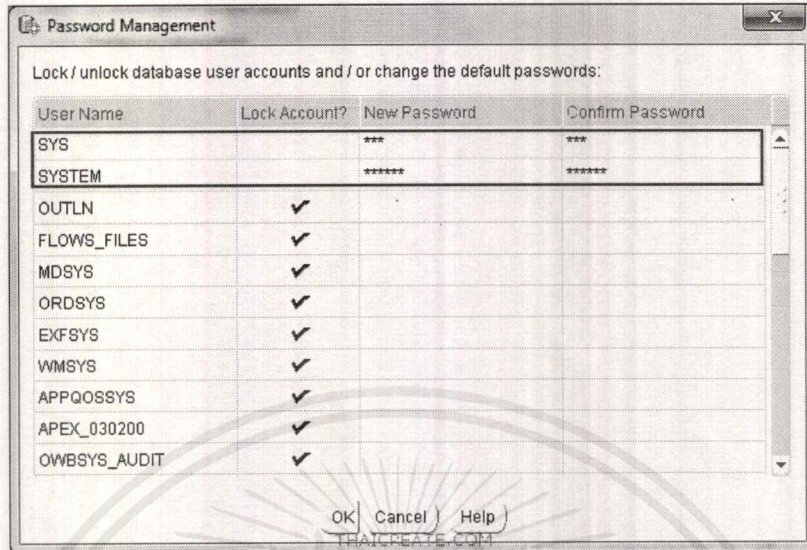 Password Management
Lock / unlock database user accounts and / or change the default passwords:
User Name Lock Account? New Password Confirm Password
SYS *** ***
SYSTEM ****** ******
OUTLN ✔
FLOWS_FILES ✔
MDSYS ✔
ORDSYS ✔
EXFSYS ✔
WMSYS ✔
APPQOSSYS ✔
APEX_030200 ✔
OWBSYS_AUDIT ✔
OK Cancel Help
THAICREATE.COM